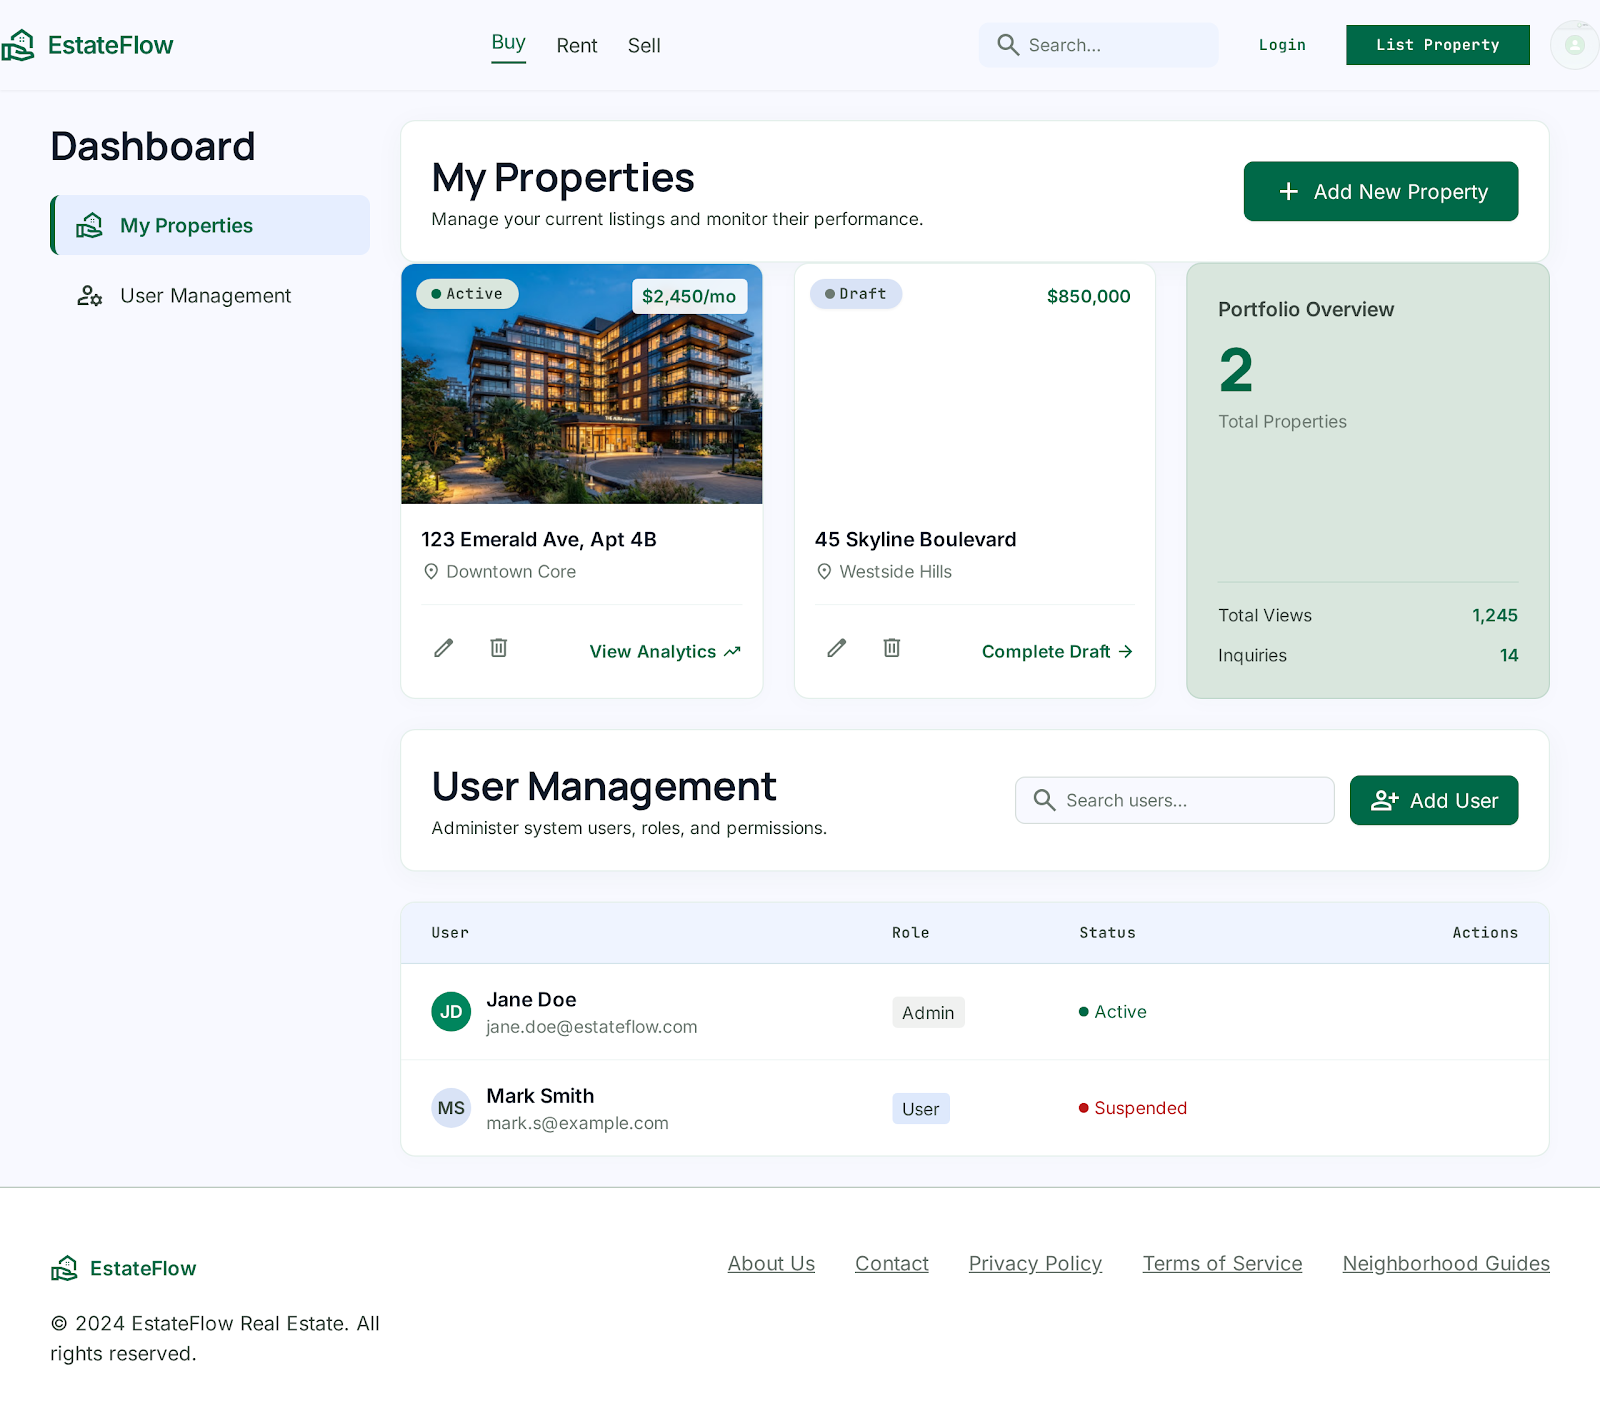 EstateFlow
Buy
Rent
Sell
Search...
Login
List Property
Dashboard
My Properties
User Management
My Properties
Manage your current listings and monitor their performance.
Add New Property
Active
$2,450/mo
123 Emerald Ave, Apt 4B
Downtown Core
View Analytics
Draft
$850,000
45 Skyline Boulevard
Westside Hills
Complete Draft
Portfolio Overview
2
Total Properties
Total Views 1,245
Inquiries 14
User Management
Administer system users, roles, and permissions.
Search users...
Add User
User Role Status Actions
JD Jane Doe
jane.doe@estateflow.com
Admin
Active
MS Mark Smith
mark.s@example.com
User
Suspended
EstateFlow
© 2024 EstateFlow Real Estate. All
rights reserved.
About Us
Contact
Privacy Policy
Terms of Service
Neighborhood Guides